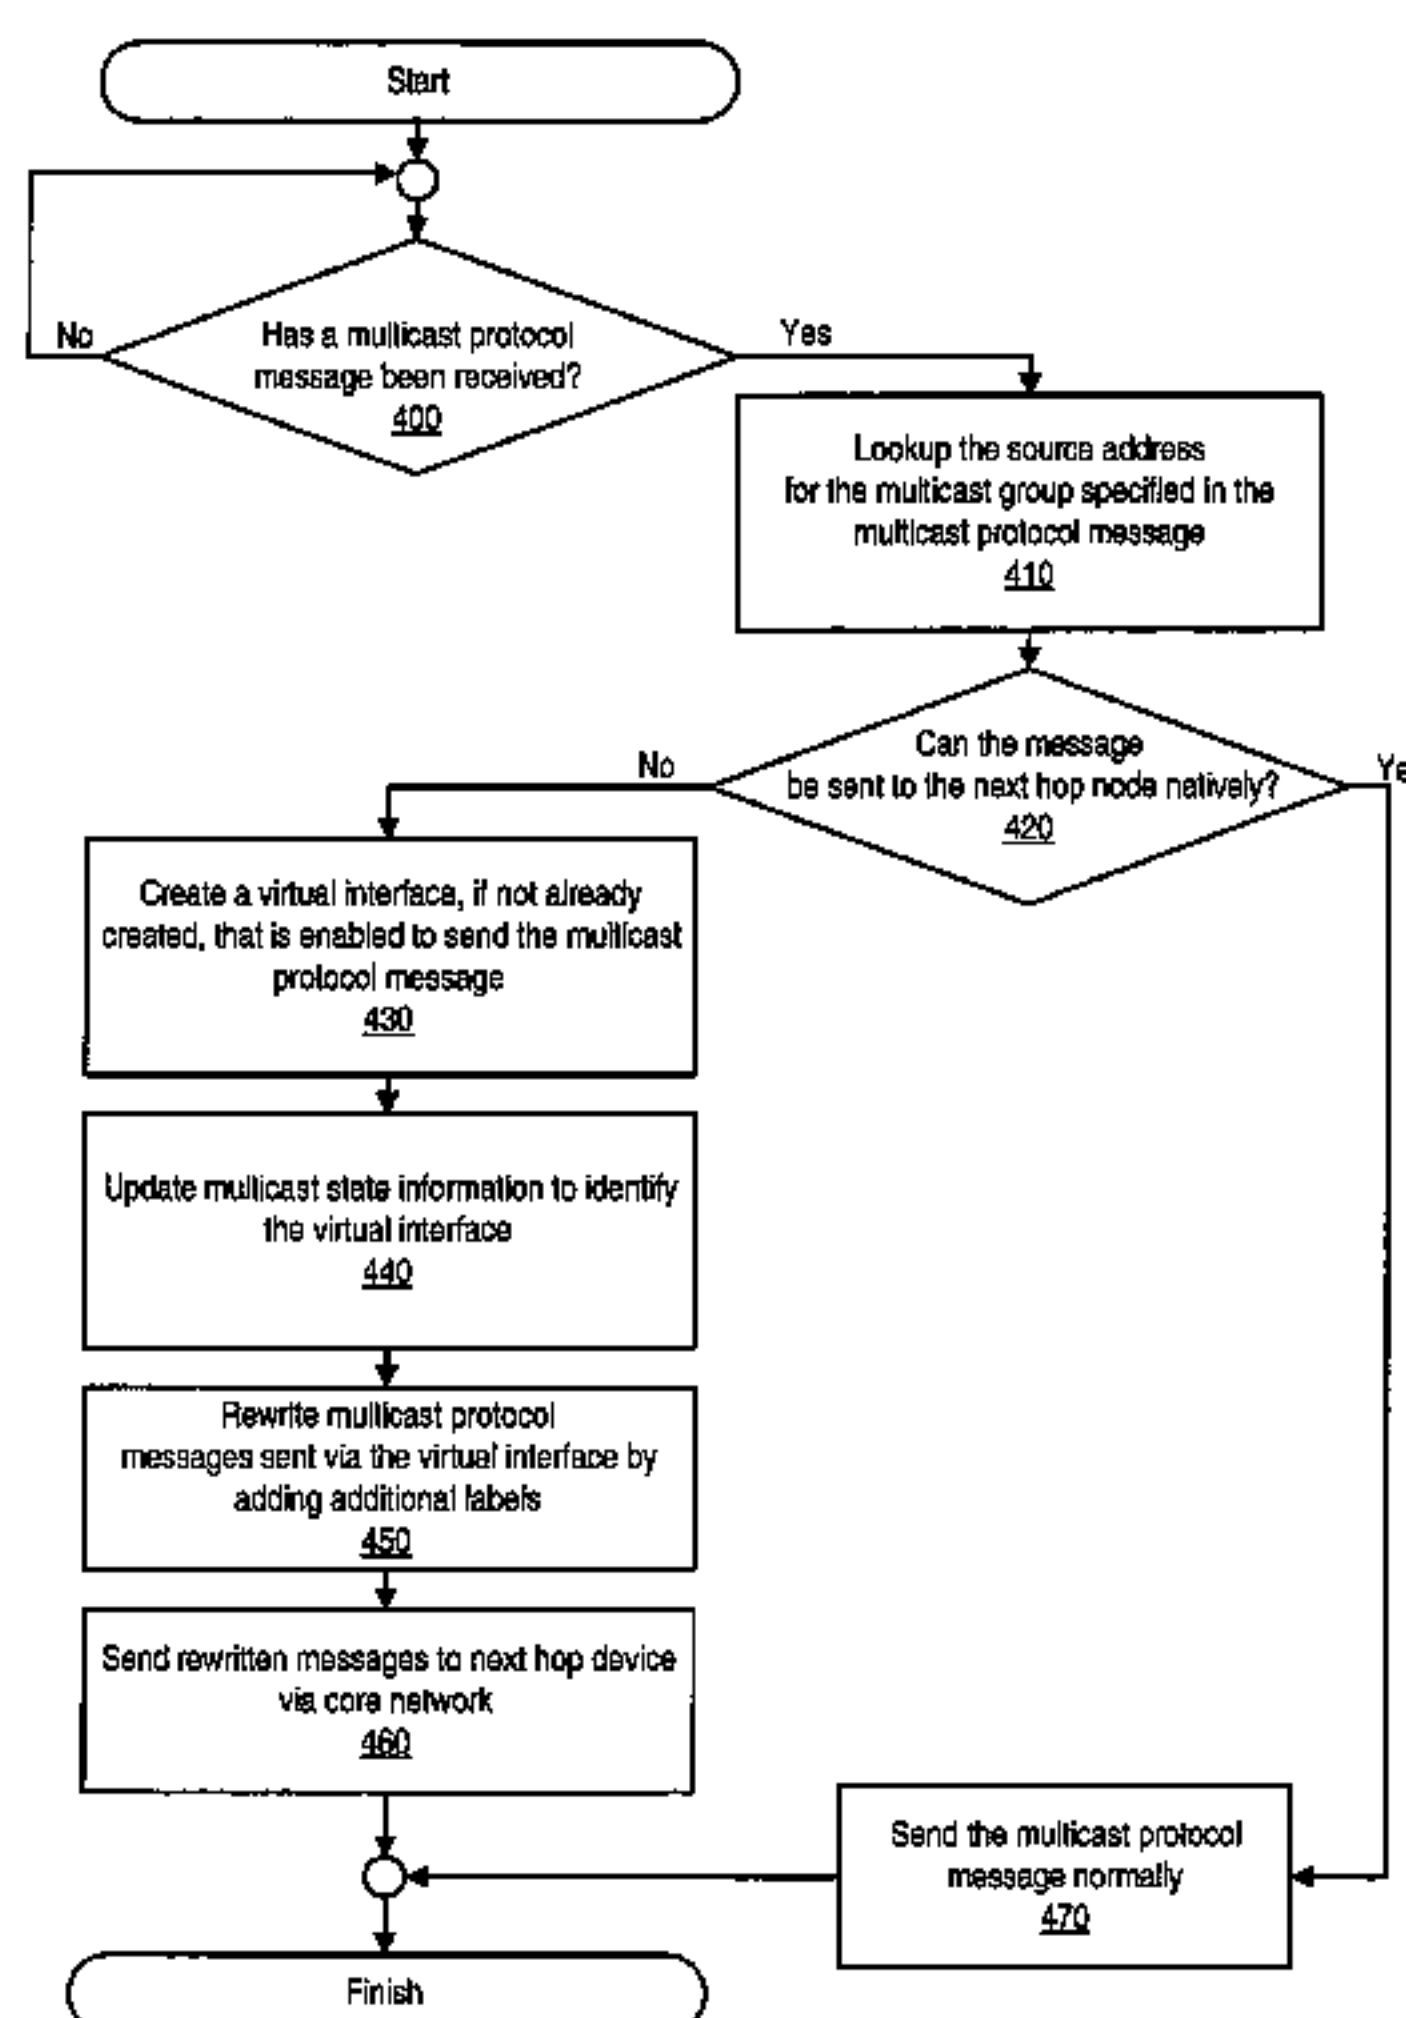 Start
No
Has a multicast protocol
message been received?
400
Yes
Lookup the source address
for the multicast group specified in the
multicast protocol message
410
Can the message
be sent to the next hop node natively?
420
No
Ye
Create a virtual interface, if not already
created, that is enabled to send the multicast
protocol message
430
Update multicast state information to identify
the virtual interface
440
Rewrite multicast protocol
messages sent via the virtual interface by
adding additional labels
450
Send rewritten messages to next hop device
via core network
460
Send the multicast protocol
message normally
470
Finish